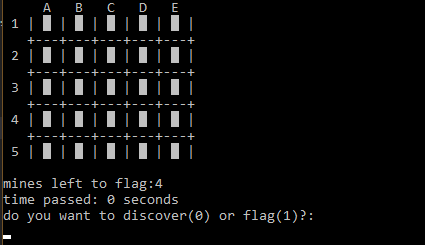 A B C D E
1 | █ | █ | █ | █ | █ |
+---+---+---+---+---+
2 | █ | █ | █ | █ | █ |
+---+---+---+---+---+
3 | █ | █ | █ | █ | █ |
+---+---+---+---+---+
4 | █ | █ | █ | █ | █ |
+---+---+---+---+---+
5 | █ | █ | █ | █ | █ |
mines left to flag:4
time passed: 0 seconds
do you want to discover(0) or flag(1)?: